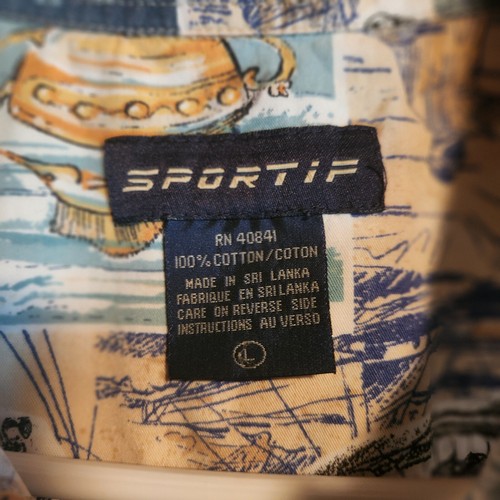 SPORTIF
RN 40841
100% COTTON/COTON
MADE IN SRI LANKA
FABRIQUE EN SRI LANKA
CARE ON REVERSE SIDE
INSTRUCTIONS AU VERSO
L